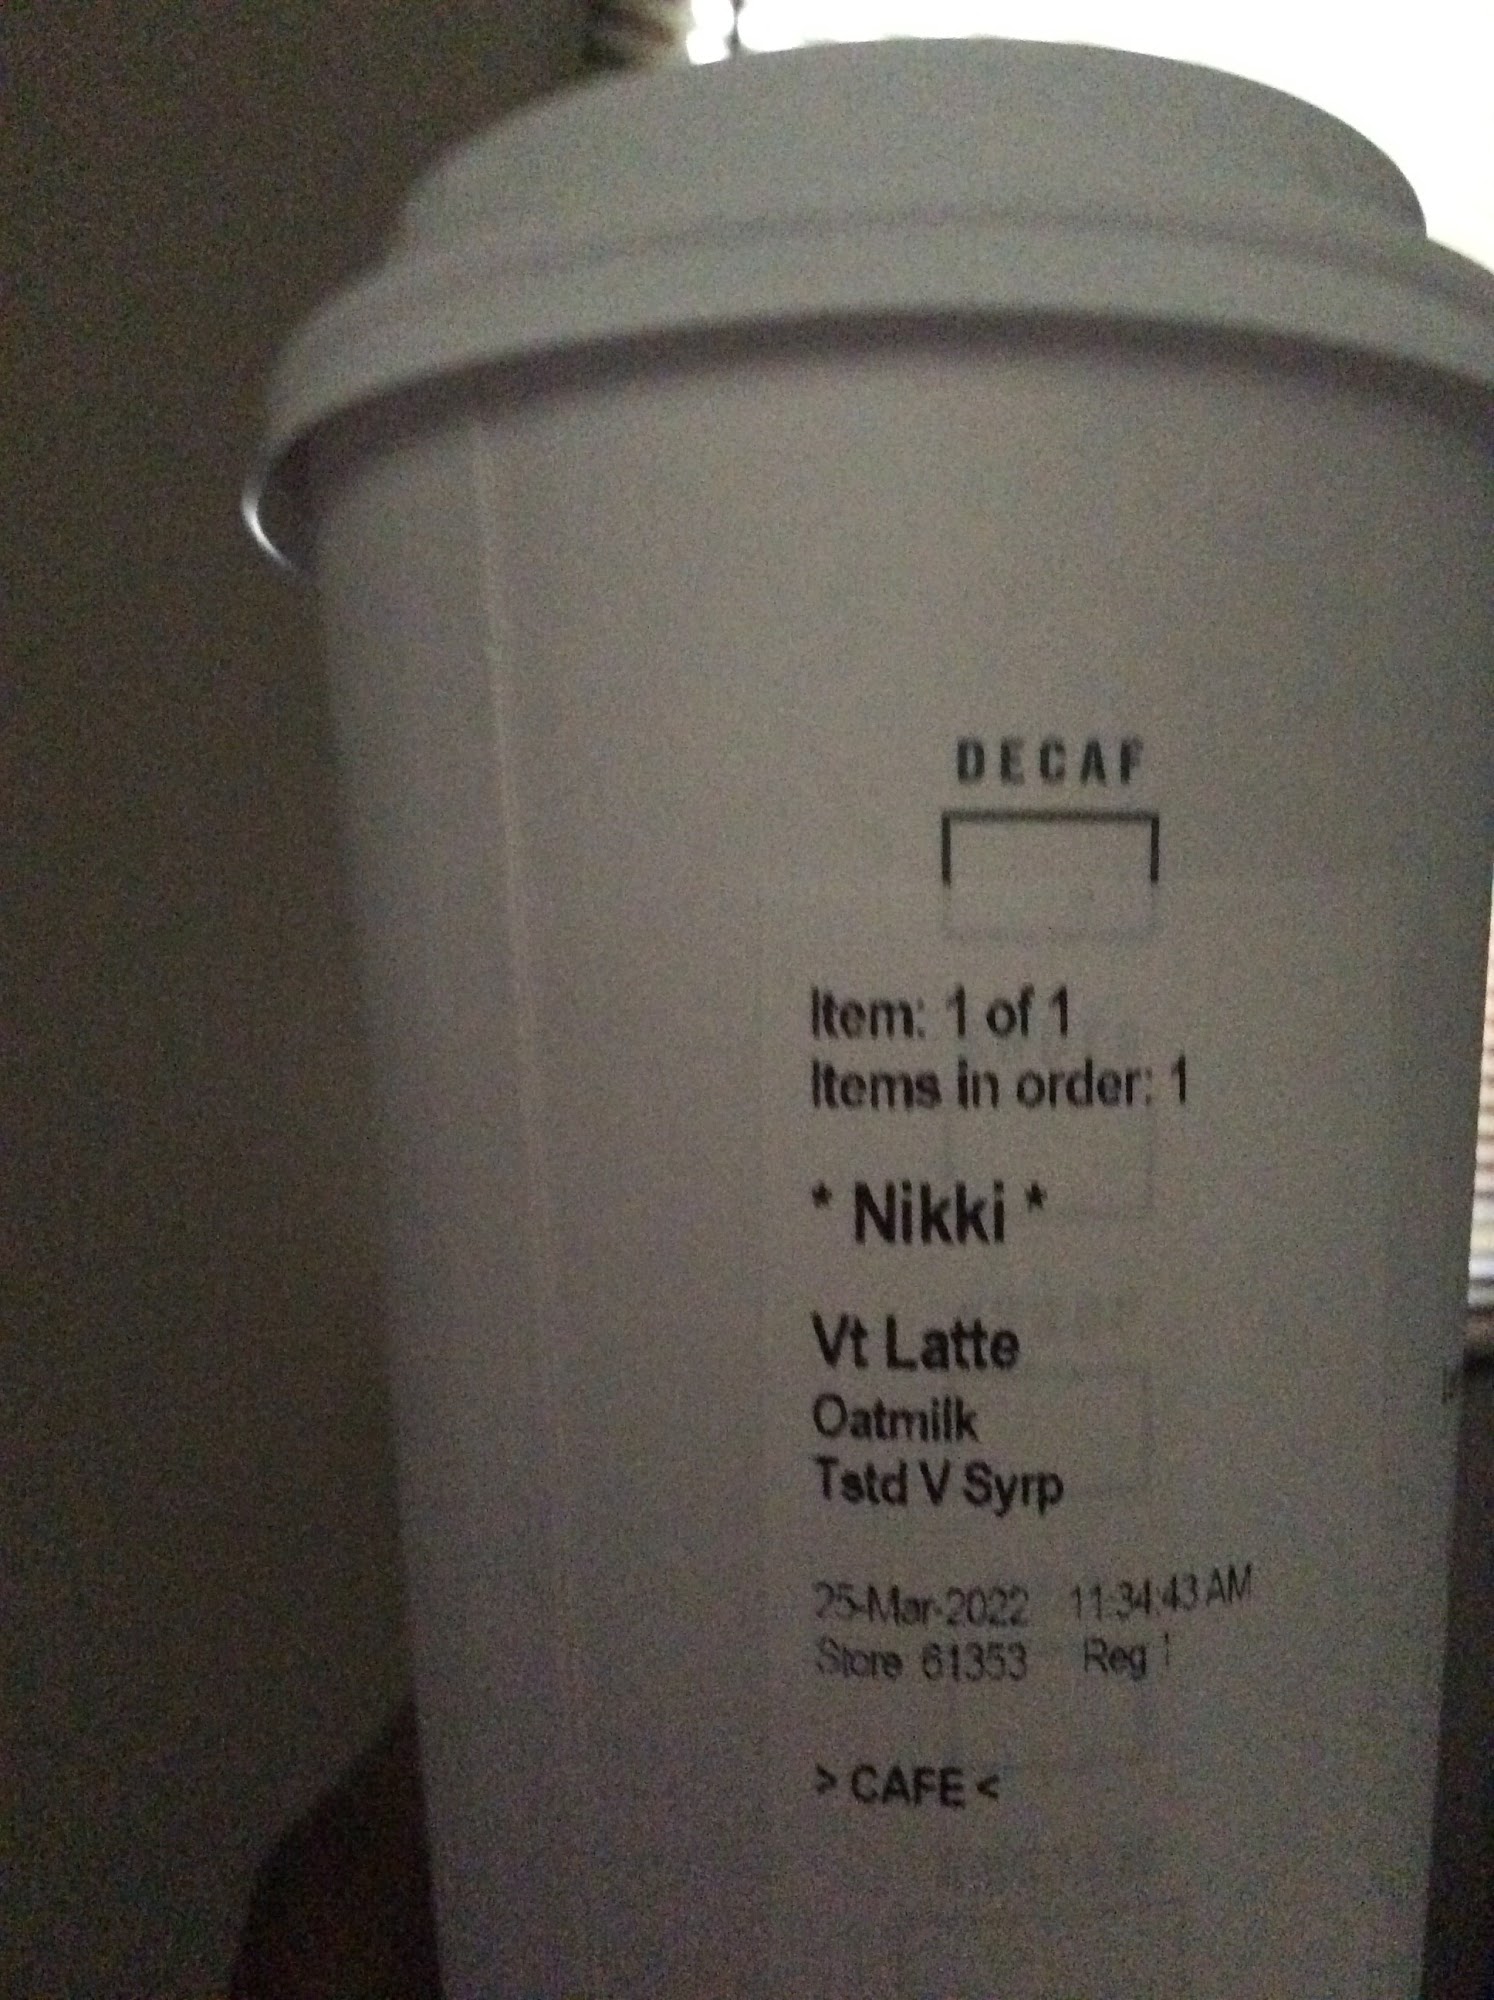 DECAF
Item: 1 of 1
Items in order: 1
* Nikki *
Vt Latte
Oatmilk
Tstd V Syrp
25-Mar-2022 11:34:43 AM
Store 61353 Reg 1
> CAFE <